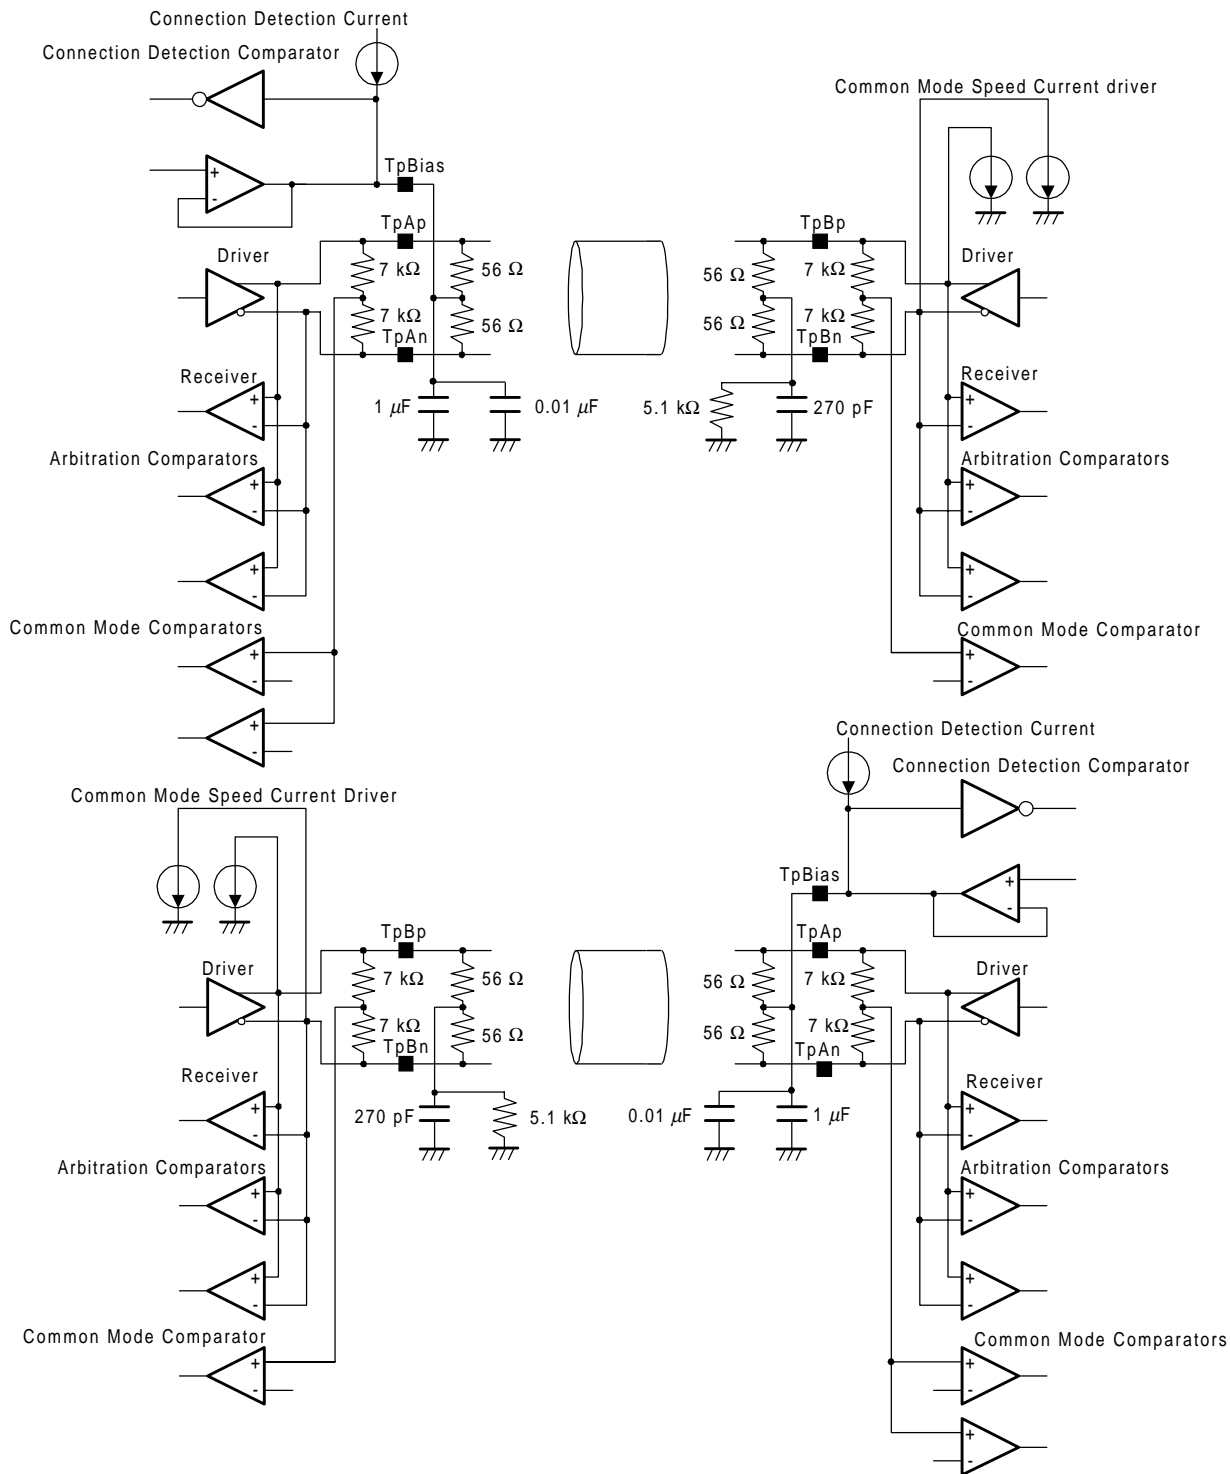 Connection Detection Current
Connection Detection Comparator
+
-
TpBias
TpAp
Driver
7 kΩ
56 Ω
7 kΩ
56 Ω
TpAn
Receiver
+
-
1 µF
0.01 µF
Arbitration Comparators
+
-
+
-
Common Mode Comparators
+
-
+
-
Common Mode Speed Current driver
TpBp
Driver
56 Ω
7 kΩ
56 Ω
7 kΩ
TpBn
Receiver
5.1 kΩ
270 pF
+
-
Arbitration Comparators
+
-
+
-
Common Mode Comparator
+
-
Common Mode Speed Current Driver
TpBp
Driver
7 kΩ
56 Ω
7 kΩ
56 Ω
TpBn
Receiver
+
-
270 pF
5.1 kΩ
Arbitration Comparators
+
-
+
-
Common Mode Comparator
+
-
Connection Detection Current
Connection Detection Comparator
TpBias
+
-
TpAp
Driver
56 Ω
7 kΩ
56 Ω
7 kΩ
TpAn
Receiver
0.01 µF
1 µF
+
-
Arbitration Comparators
+
-
+
-
Common Mode Comparators
+
-
+
-